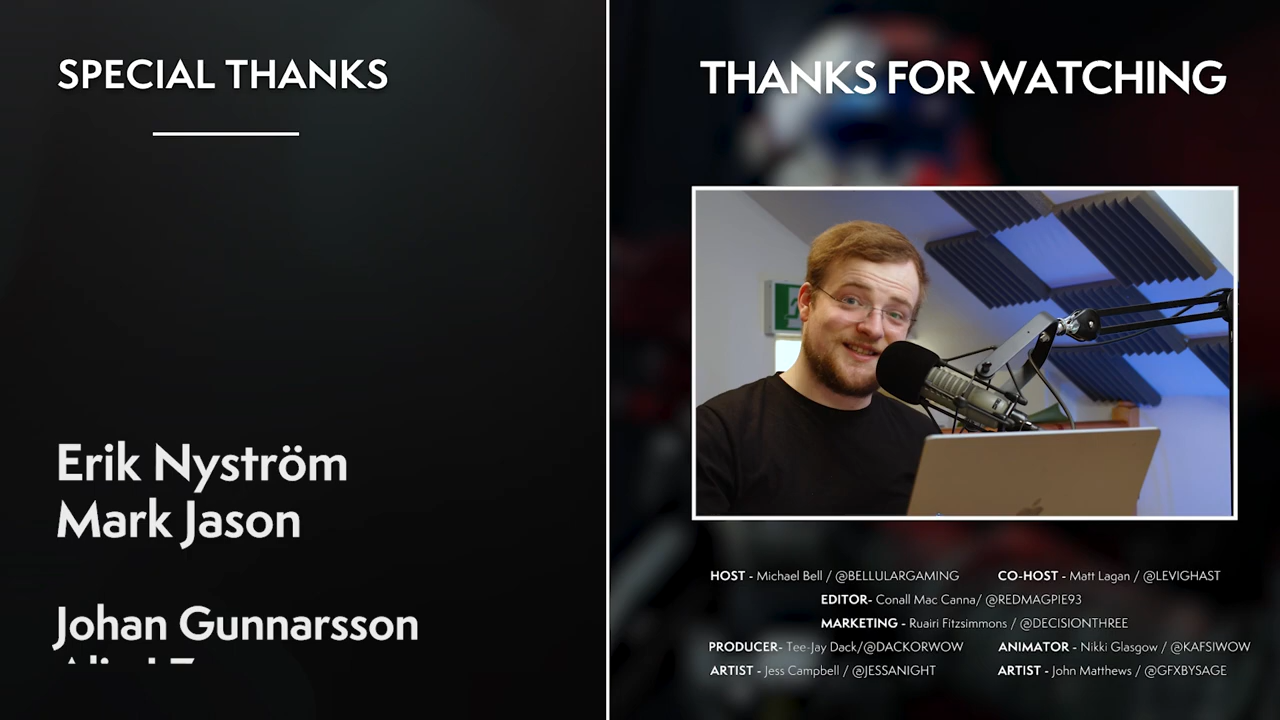 SPECIAL THANKS
Erik Nyström
Mark Jason
Johan Gunnarsson
THANKS FOR WATCHING
HOST - Michael Bell / @BELLULARGAMING
CO-HOST - Matt Lagan / @LEVIGHAST
EDITOR- Conall Mac Canna/ @REDMAGPIE93
MARKETING - Ruairi Fitzsimmons / @DECISIONTHREE
PRODUCER- Tee-Jay Dack/@DACKORWOW
ANIMATOR - Nikki Glasgow / @KAFSIWOW
ARTIST - Jess Campbell / @JESSANIGHT
ARTIST - John Matthews / @GFXBYSAGE